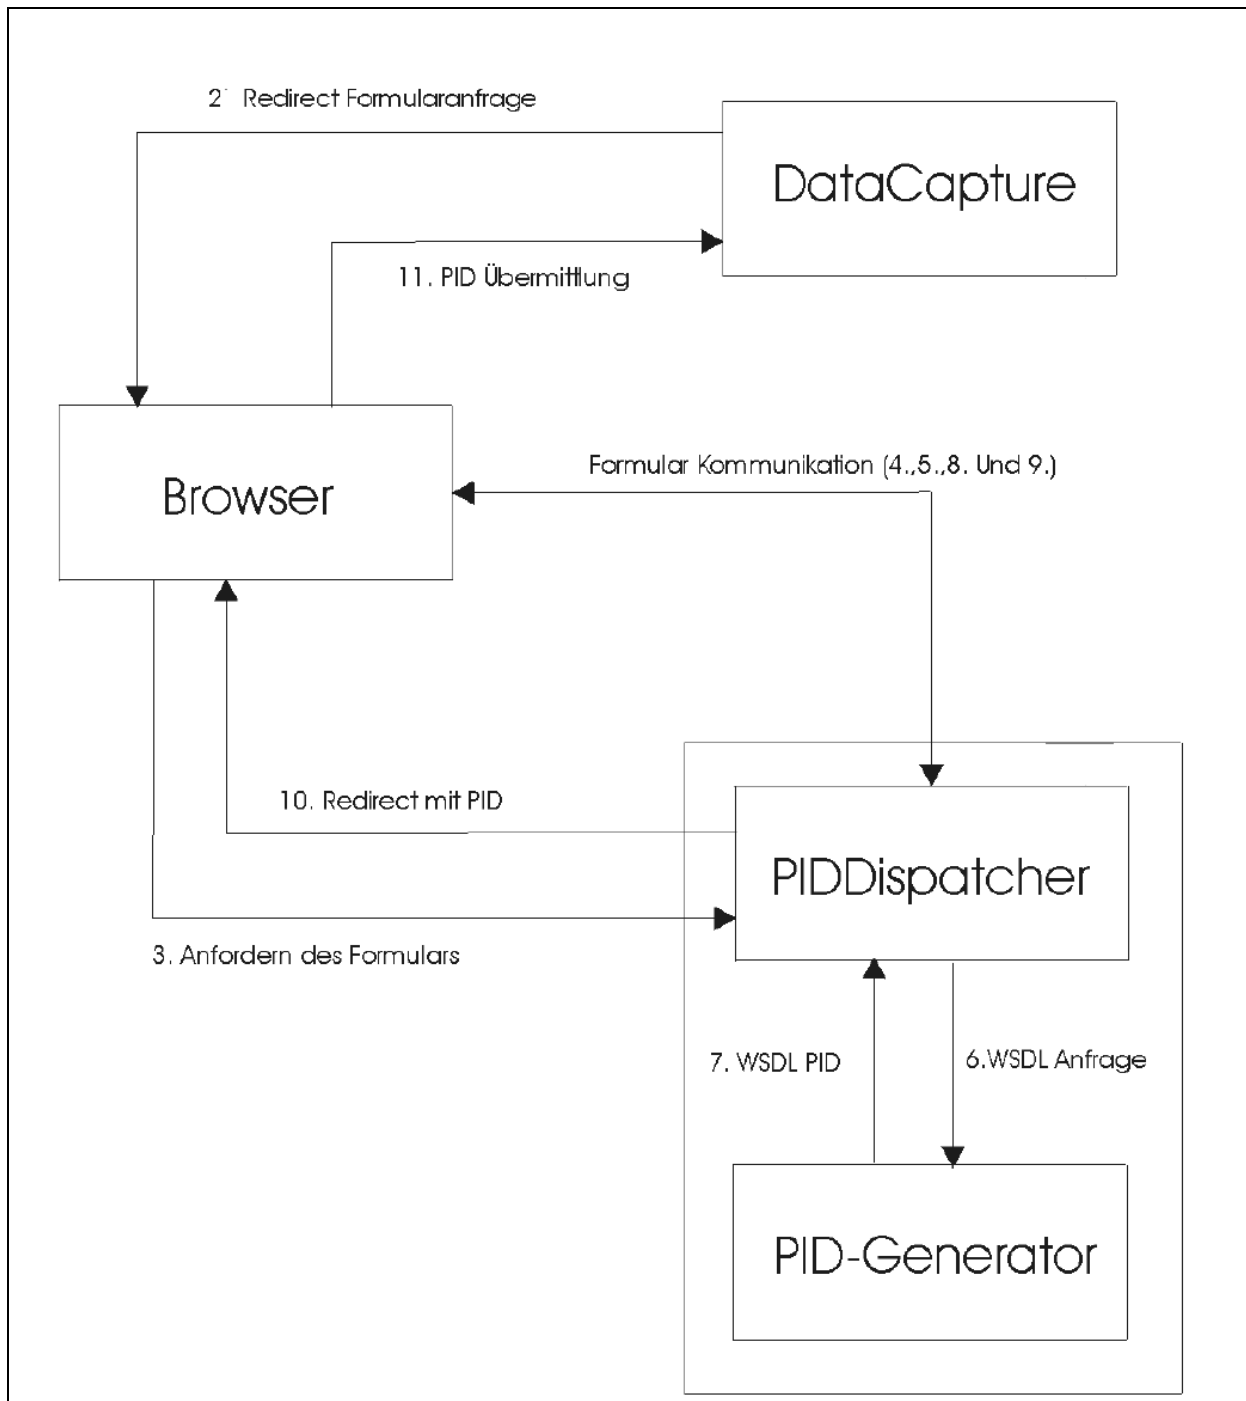 2' Redirect Formularanfrage
DataCapture
11. PID Übermittlung
Formular Kommunikation (4.,5.,8. Und 9.)
Browser
10. Redirect mit PID
PIDDispatcher
3. Anfordern des Formulars
7. WSDL PID
6.WSDL Anfrage
PID-Generator